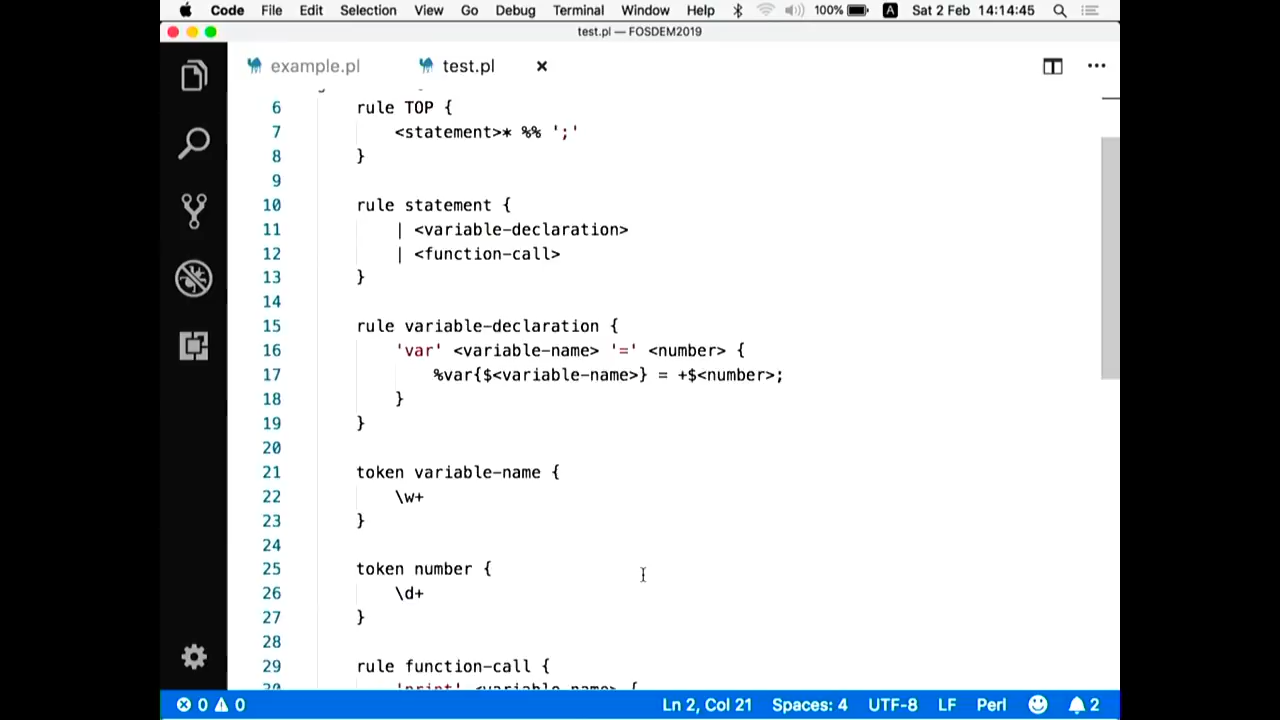 Code File Edit Selection View Go Debug Terminal Window Help 100% A Sat 2 Feb 14:14:45
test.pl — FOSDEM2019
example.pl test.pl
6 rule TOP {
7 <statement>* %% ';'
8 }
9
10 rule statement {
11 | <variable-declaration>
12 | <function-call>
13 }
14
15 rule variable-declaration {
16 'var' <variable-name> '=' <number> {
17 %var{$<variable-name>} = +$<number>;
18 }
19 }
20
21 token variable-name {
22 \w+
23 }
24
25 token number {
26 \d+
27 }
28
29 rule function-call {
30 'print' <variable-name> {
0 0 Ln 2, Col 21 Spaces: 4 UTF-8 LF Perl 2